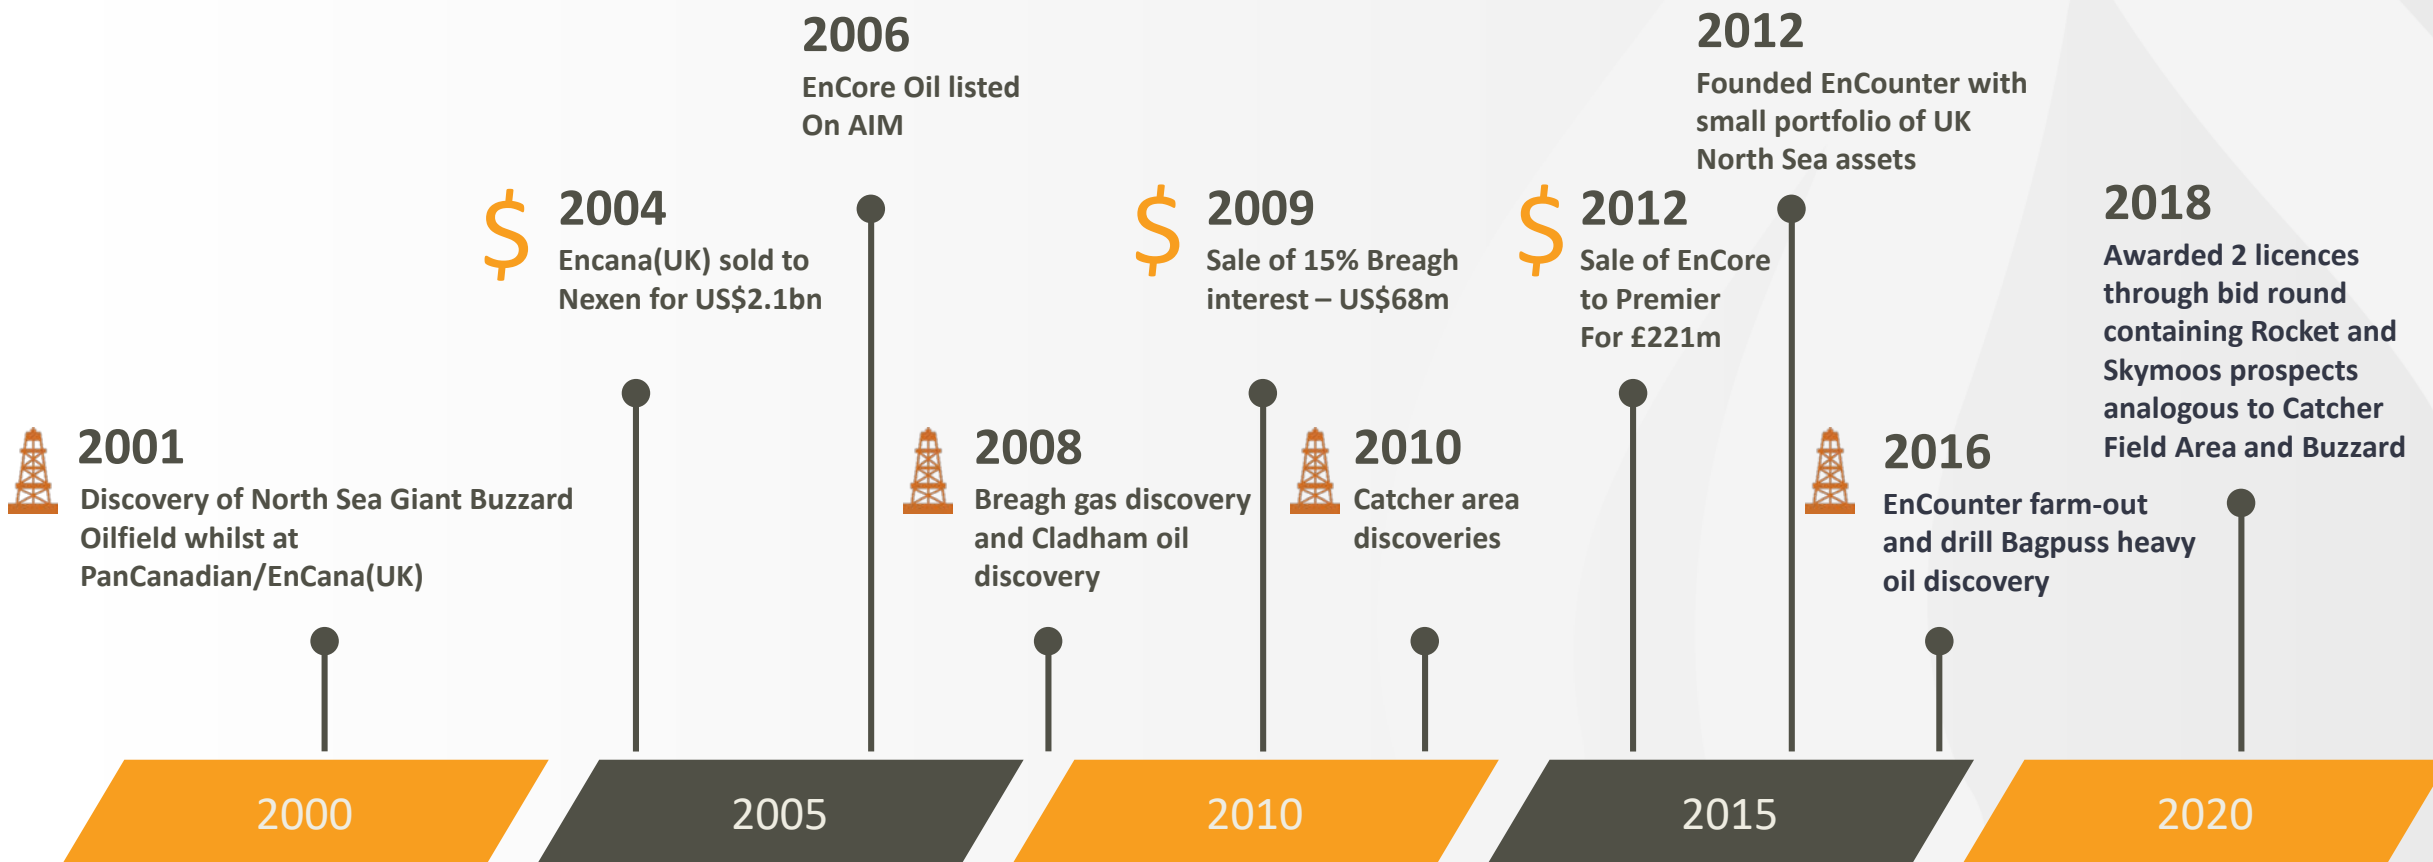 2001
Discovery of North Sea Giant Buzzard
Oilfield whilst at
PanCanadian/EnCana(UK)
$ 2004
Encana(UK) sold to
Nexen for US$2.1bn
2006
EnCore Oil listed
On AIM
2008
Breagh gas discovery
and Cladham oil
discovery
$ 2009
Sale of 15% Breagh
interest – US$68m
2010
Catcher area
discoveries
$ 2012
Sale of EnCore
to Premier
For £221m
2012
Founded EnCounter with
small portfolio of UK
North Sea assets
2016
EnCounter farm-out
and drill Bagpuss heavy
oil discovery
2018
Awarded 2 licences
through bid round
containing Rocket and
Skymoos prospects
analogous to Catcher
Field Area and Buzzard
2000
2005
2010
2015
2020